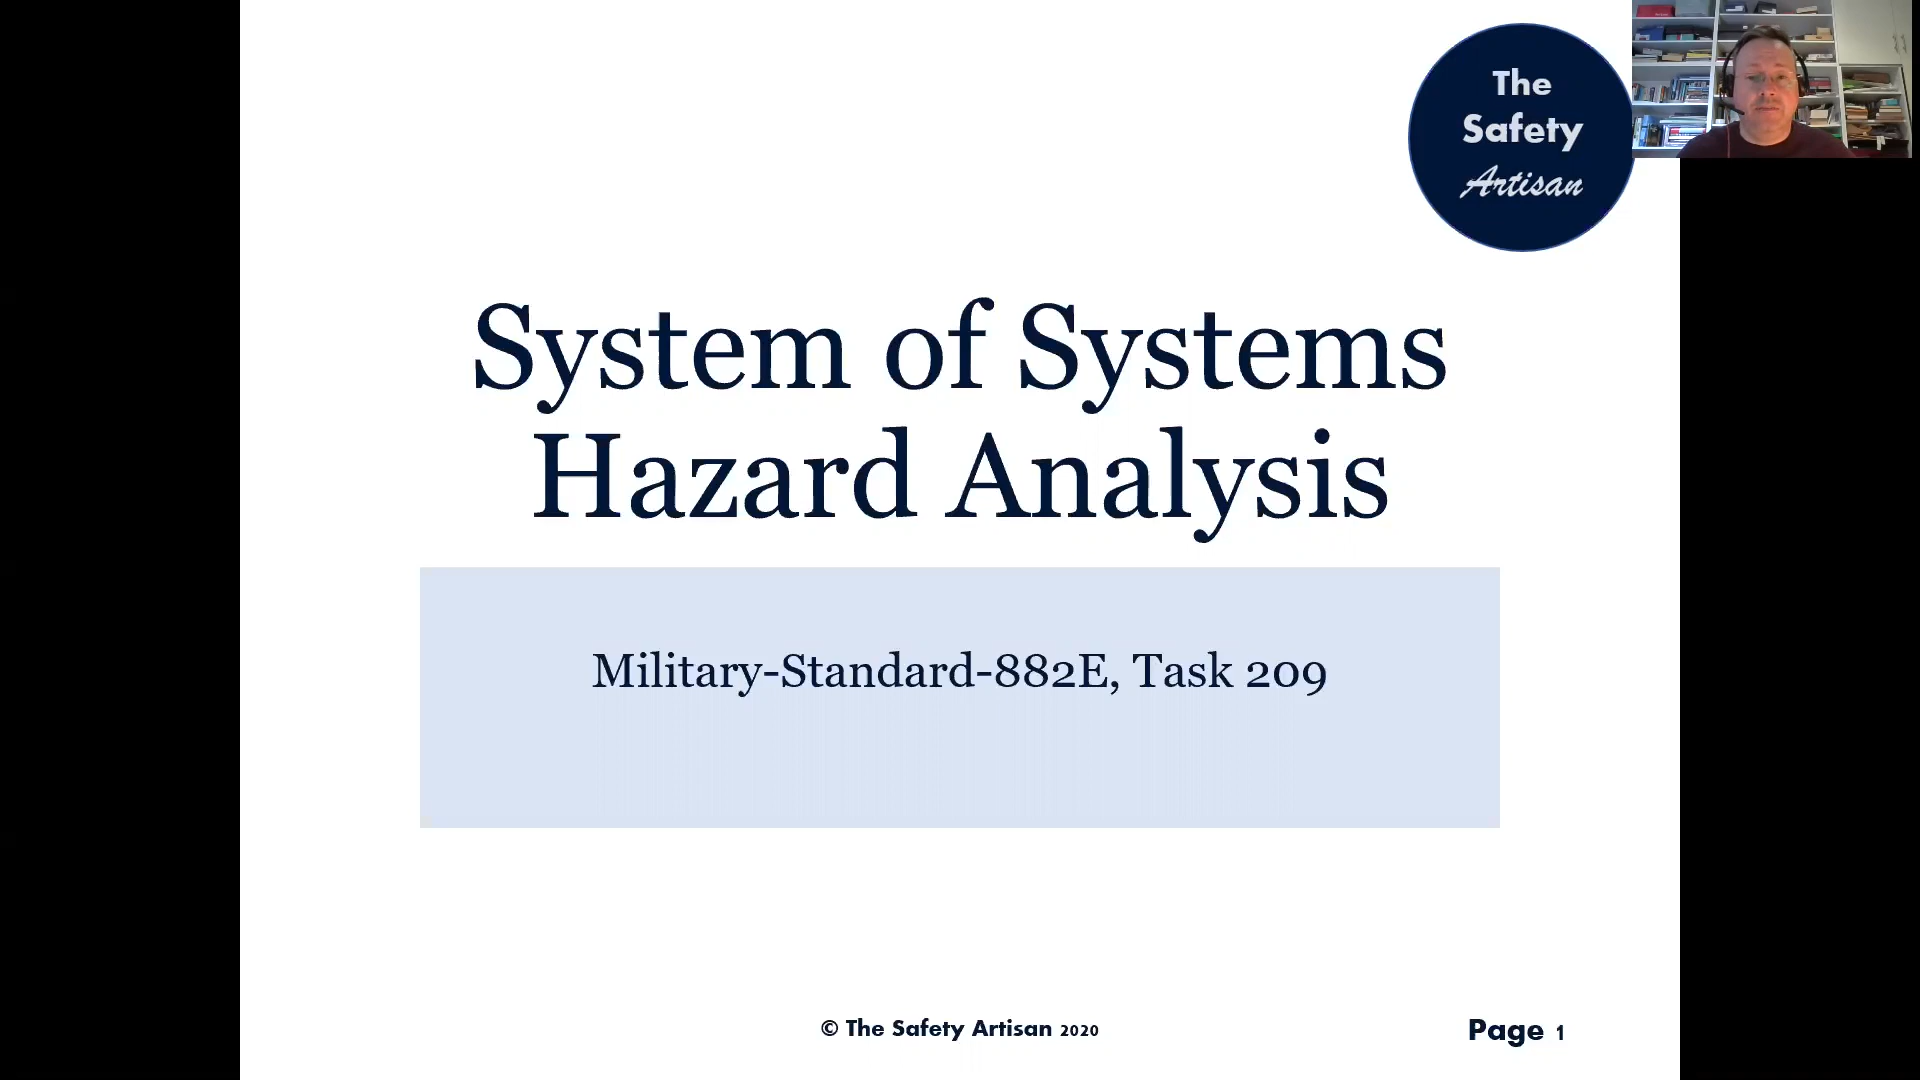 The
Safety
Artisan
System of Systems
Hazard Analysis
Military-Standard-882E, Task 209
© The Safety Artisan 2020
Page 1